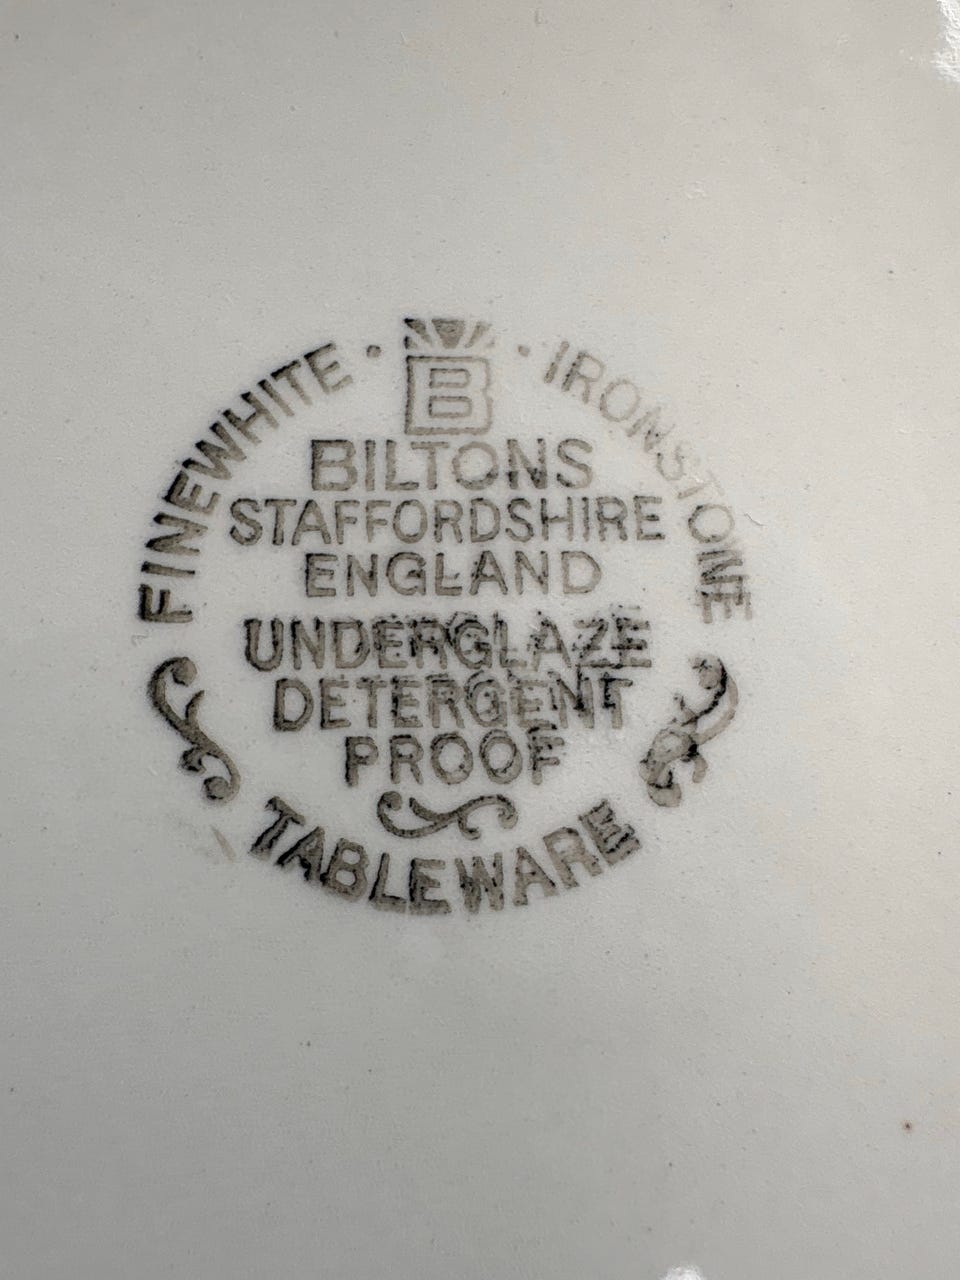 FINEWHITE · · IRONSTONE
B
BILTONS
STAFFORDSHIRE
ENGLAND
UNDERGLAZE
DETERGENT
PROOF
TABLEWARE